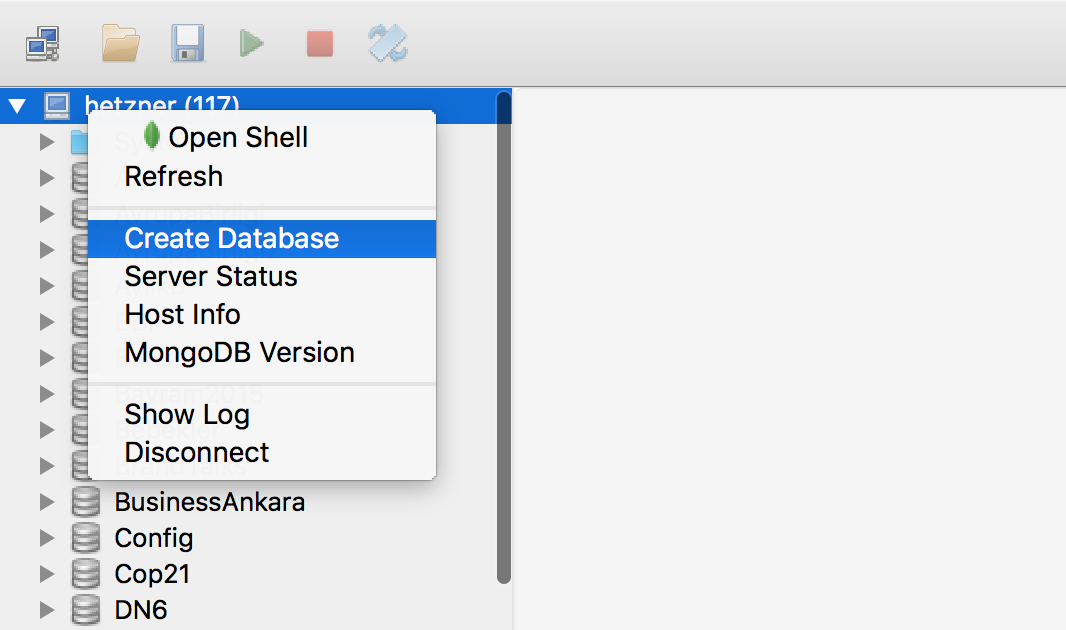 hetzner (117)
Open Shell
Refresh
Create Database
Server Status
Host Info
MongoDB Version
Show Log
Disconnect
BusinessAnkara
Config
Cop21
DN6